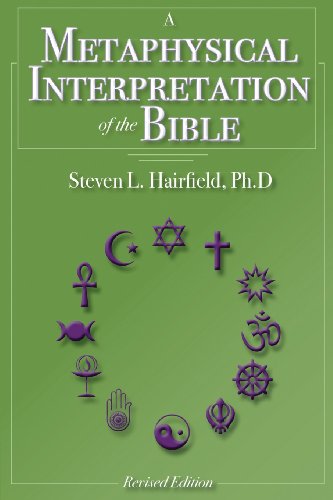 A
METAPHYSICAL
INTERPRETATION
of the BIBLE
Steven L. Hairfield, Ph.D
Revised Edition